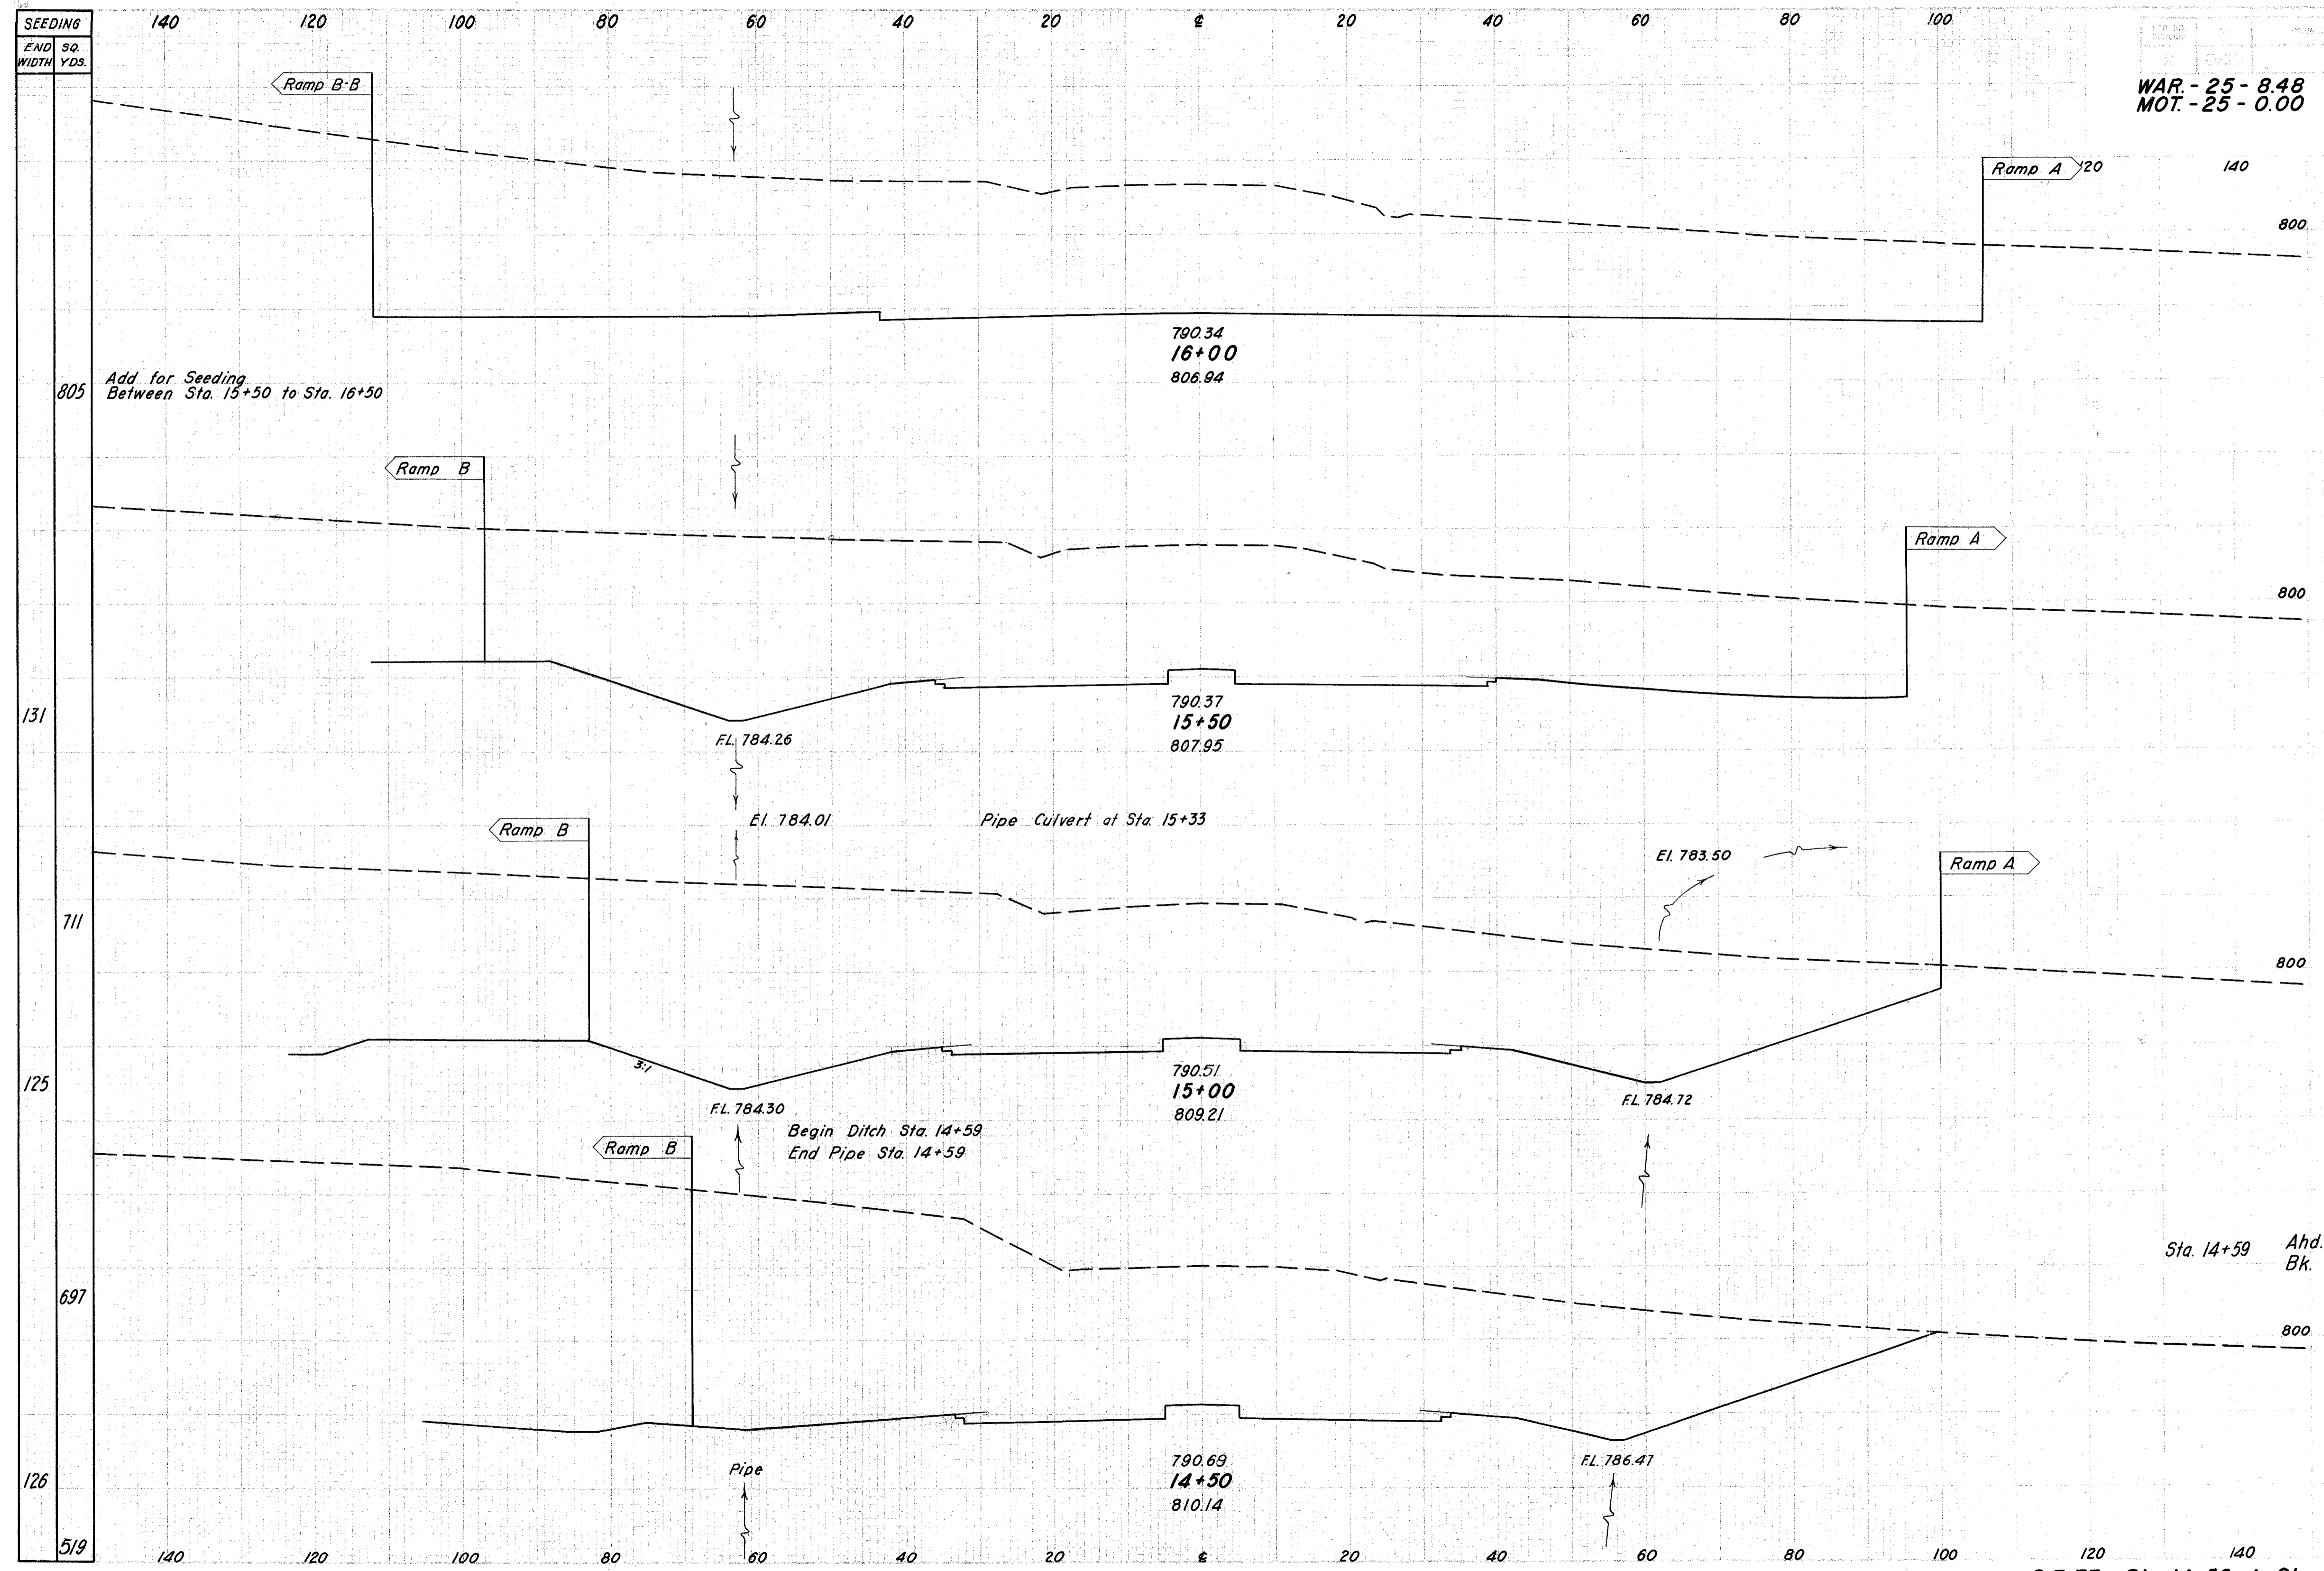 SEEDING
END WIDTH
SQ. YDS.
140 120 100 80 60 40 20 ℄ 20 40 60 80 100
WAR. - 25 - 8.48
MOT. - 25 - 0.00
Ramp B-B
Ramp A
120 140
800
790.34
16+00
806.94
805
Add for Seeding
Between Sta. 15+50 to Sta. 16+50
Ramp B
Ramp A
800
131
790.37
15+50
807.95
F.L. 784.26
El. 784.01
Pipe Culvert at Sta. 15+33
Ramp B
El. 783.50
Ramp A
711
800
3:1
125
790.51
15+00
809.21
F.L. 784.30
F.L. 784.72
Begin Ditch Sta. 14+59
End Pipe Sta. 14+59
Ramp B
Sta. 14+59
Ahd.
Bk.
697
800
126
Pipe
790.69
14+50
810.14
F.L. 786.47
519
140 120 100 80 60 40 20 ℄ 20 40 60 80 100 120 140